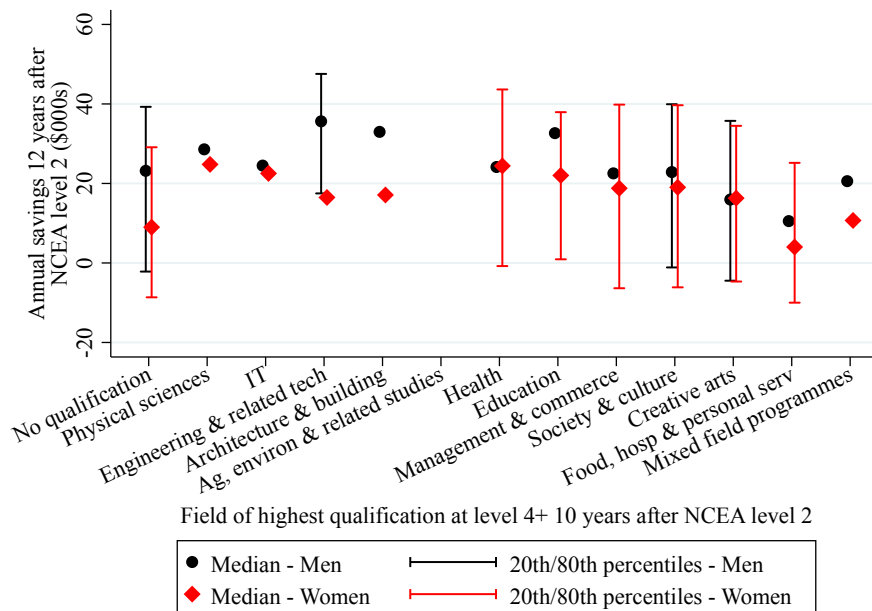 Annual savings 12 years after
NCEA level 2 ($000s)
60
40
20
0
-20
No qualification
Physical sciences
IT
Engineering & related tech
Architecture & building
Ag, environ & related studies
Health
Education
Management & commerce
Society & culture
Creative arts
Food, hosp & personal serv
Mixed field programmes
Field of highest qualification at level 4+ 10 years after NCEA level 2
Median - Men
20th/80th percentiles - Men
Median - Women
20th/80th percentiles - Women